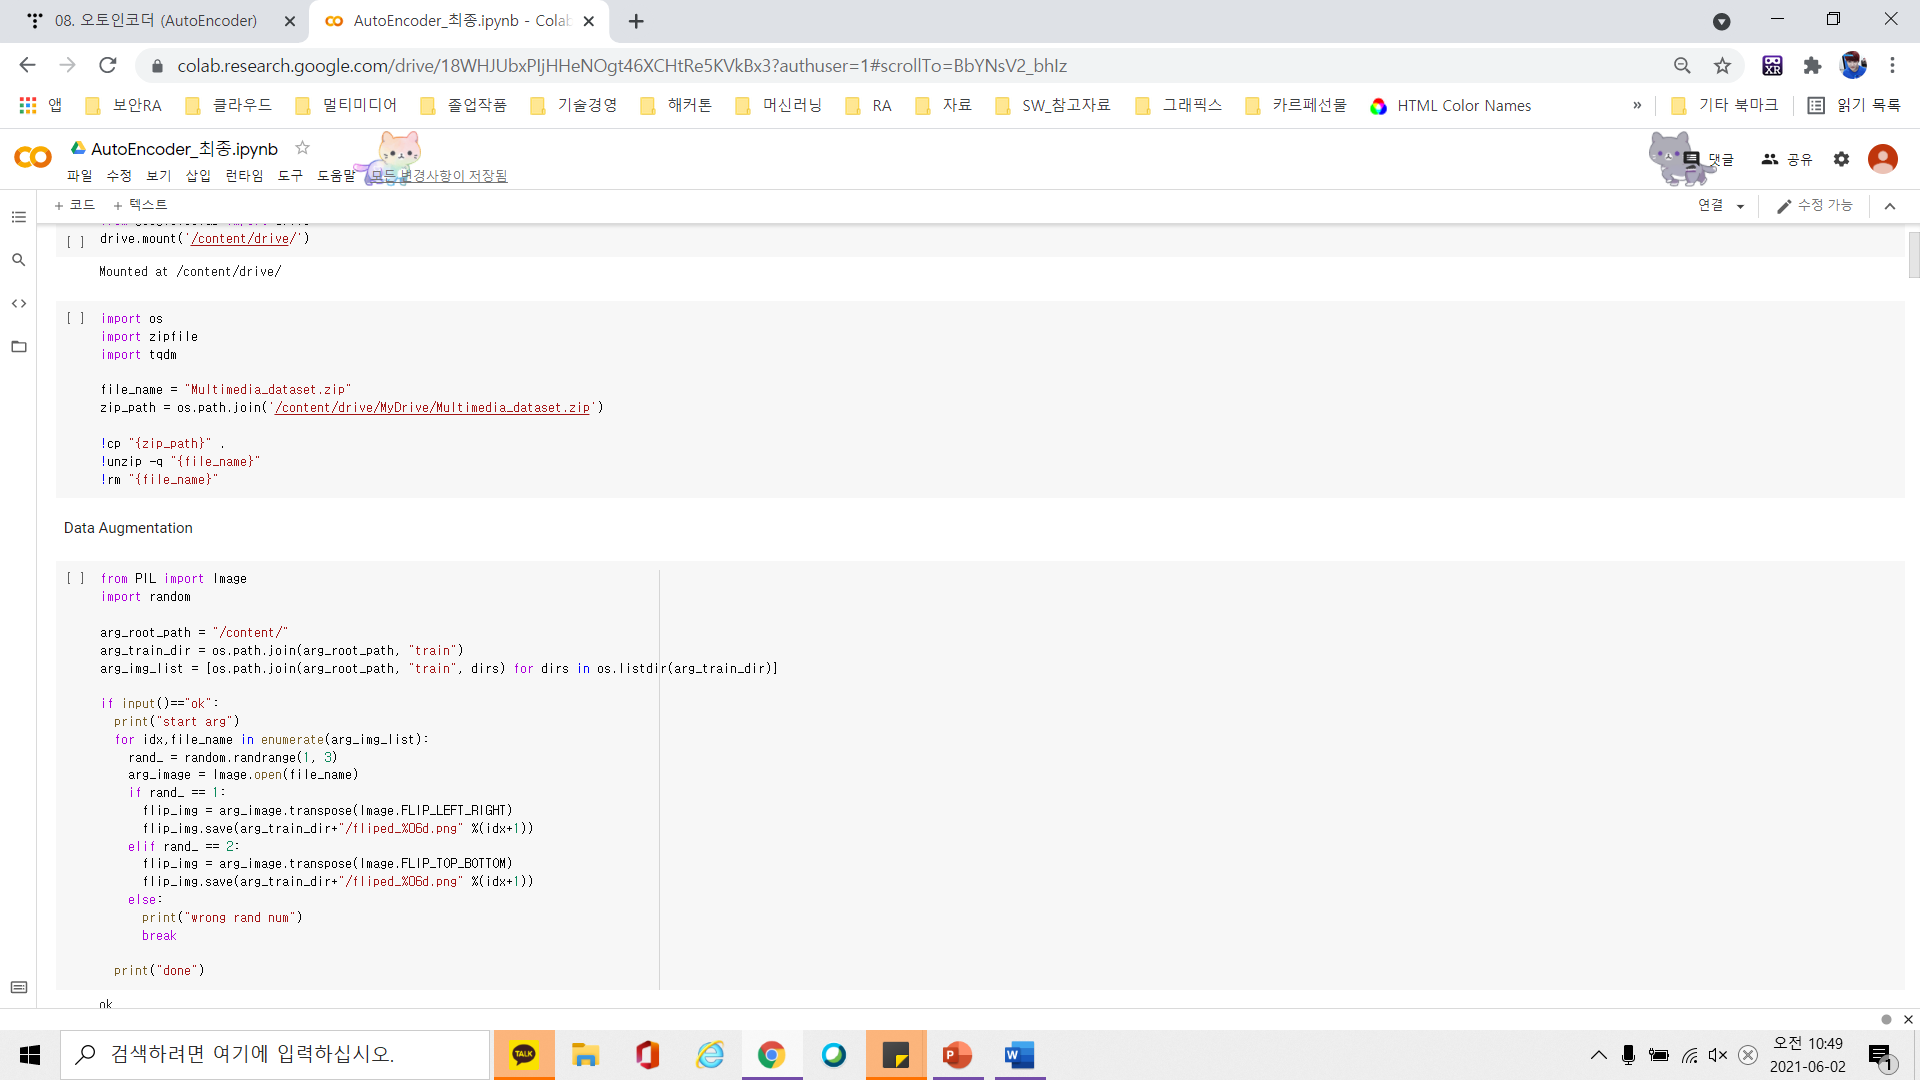 08. 오토인코더 (AutoEncoder)
AutoEncoder_최종.ipynb - Colab
colab.research.google.com/drive/18WHJUbxPIjHHeNOgt46XCHtRe5KVkBx3?authuser=1#scrollTo=BbYNsV2_bhIz
앱 보안RA 클라우드 멀티미디어 졸업작품 기술경영 해커톤 머신러닝 RA 자료 SW_참고자료 그래픽스 카르페선물 HTML Color Names » 기타 북마크 읽기 목록
AutoEncoder_최종.ipynb
파일 수정 보기 삽입 런타임 도구 도움말 모든 변경사항이 저장됨
댓글 공유
+ 코드 + 텍스트
연결 수정 가능
[ ] drive.mount('/content/drive/')
Mounted at /content/drive/
[ ] import os
import zipfile
import tqdm
file_name = "Multimedia_dataset.zip"
zip_path = os.path.join('/content/drive/MyDrive/Multimedia_dataset.zip')
!cp "{zip_path}" .
!unzip -q "{file_name}"
!rm "{file_name}"
Data Augmentation
[ ] from PIL import Image
import random
arg_root_path = "/content/"
arg_train_dir = os.path.join(arg_root_path, "train")
arg_img_list = [os.path.join(arg_root_path, "train", dirs) for dirs in os.listdir(arg_train_dir)]
if input()=="ok":
print("start arg")
for idx,file_name in enumerate(arg_img_list):
rand_ = random.randrange(1, 3)
arg_image = Image.open(file_name)
if rand_ == 1:
flip_img = arg_image.transpose(Image.FLIP_LEFT_RIGHT)
flip_img.save(arg_train_dir+"/fliped_%06d.png" %(idx+1))
elif rand_ == 2:
flip_img = arg_image.transpose(Image.FLIP_TOP_BOTTOM)
flip_img.save(arg_train_dir+"/fliped_%06d.png" %(idx+1))
else:
print("wrong rand num")
break
print("done")
ok
검색하려면 여기에 입력하십시오.
TALK
오전 10:49
2021-06-02
1